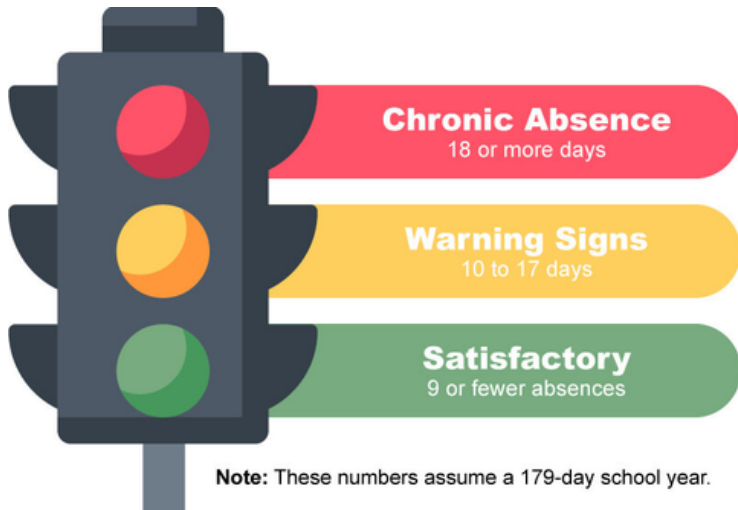 Chronic Absence
18 or more days
Warning Signs
10 to 17 days
Satisfactory
9 or fewer absences
Note: These numbers assume a 179-day school year.